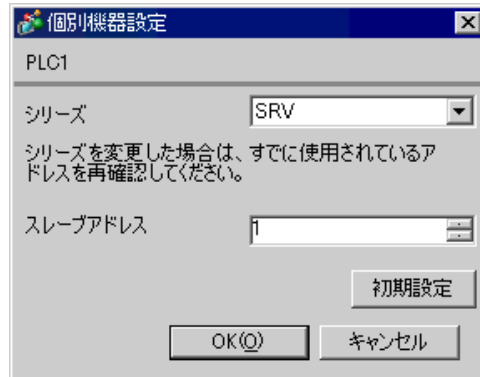 個別機器設定
PLC1
シリーズ
SRV
シリーズを変更した場合は、すでに使用されているア
ドレスを再確認してください。
スレーブアドレス
1
初期設定
OK(O)
キャンセル